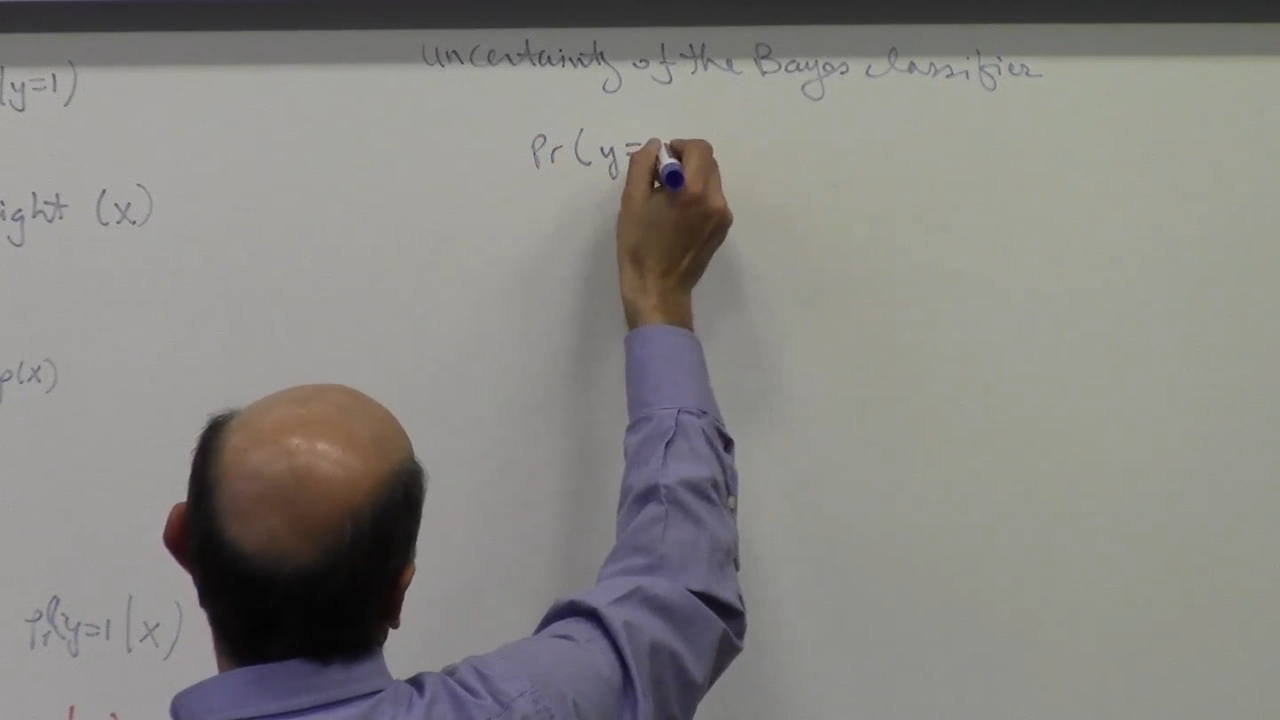 Uncertainty of the Bayes classifier
(y=1)
Pr(y=
ight (x)
p(x)
Pr(y=1|x)